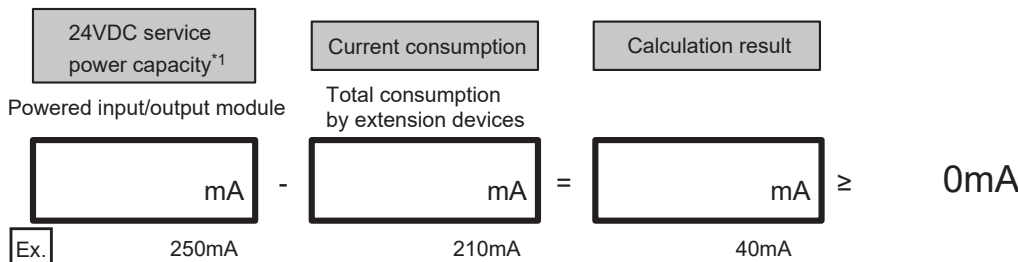 24VDC service
power capacity*1
Current consumption
Calculation result
Powered input/output module
Total consumption
by extension devices
mA - mA = mA ≥ 0mA
Ex. 250mA 210mA 40mA